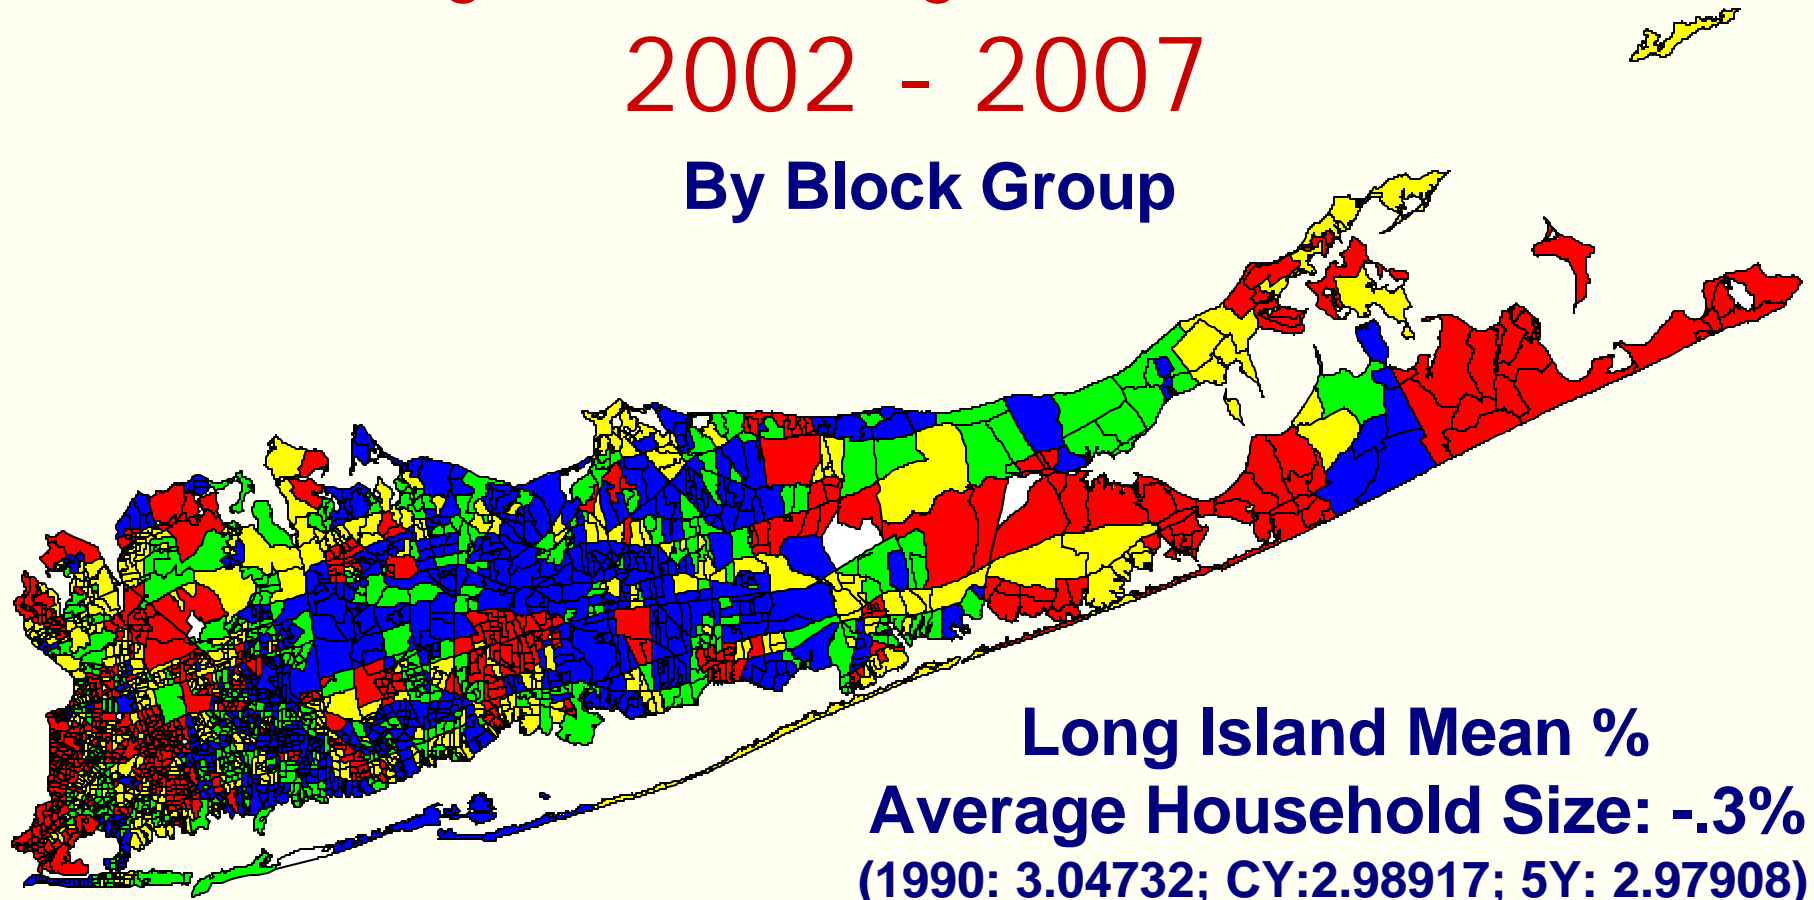 2002 - 2007
By Block Group
Long Island Mean %
Average Household Size: -.3%
(1990: 3.04732; CY:2.98917; 5Y: 2.97908)